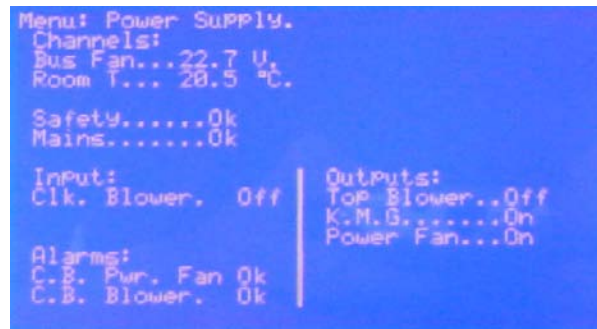 Menu: Power Supply.
Channels:
Bus Fan...22.7 V.
Room T... 20.5 °C.
Safety......Ok
Mains.......Ok
Input:
Clk. Blower. Off
Alarms:
C.B. Pwr. Fan Ok
C.B. Blower. Ok
Outputs:
Top Blower..Off
K.M.G.......On
Power Fan...On